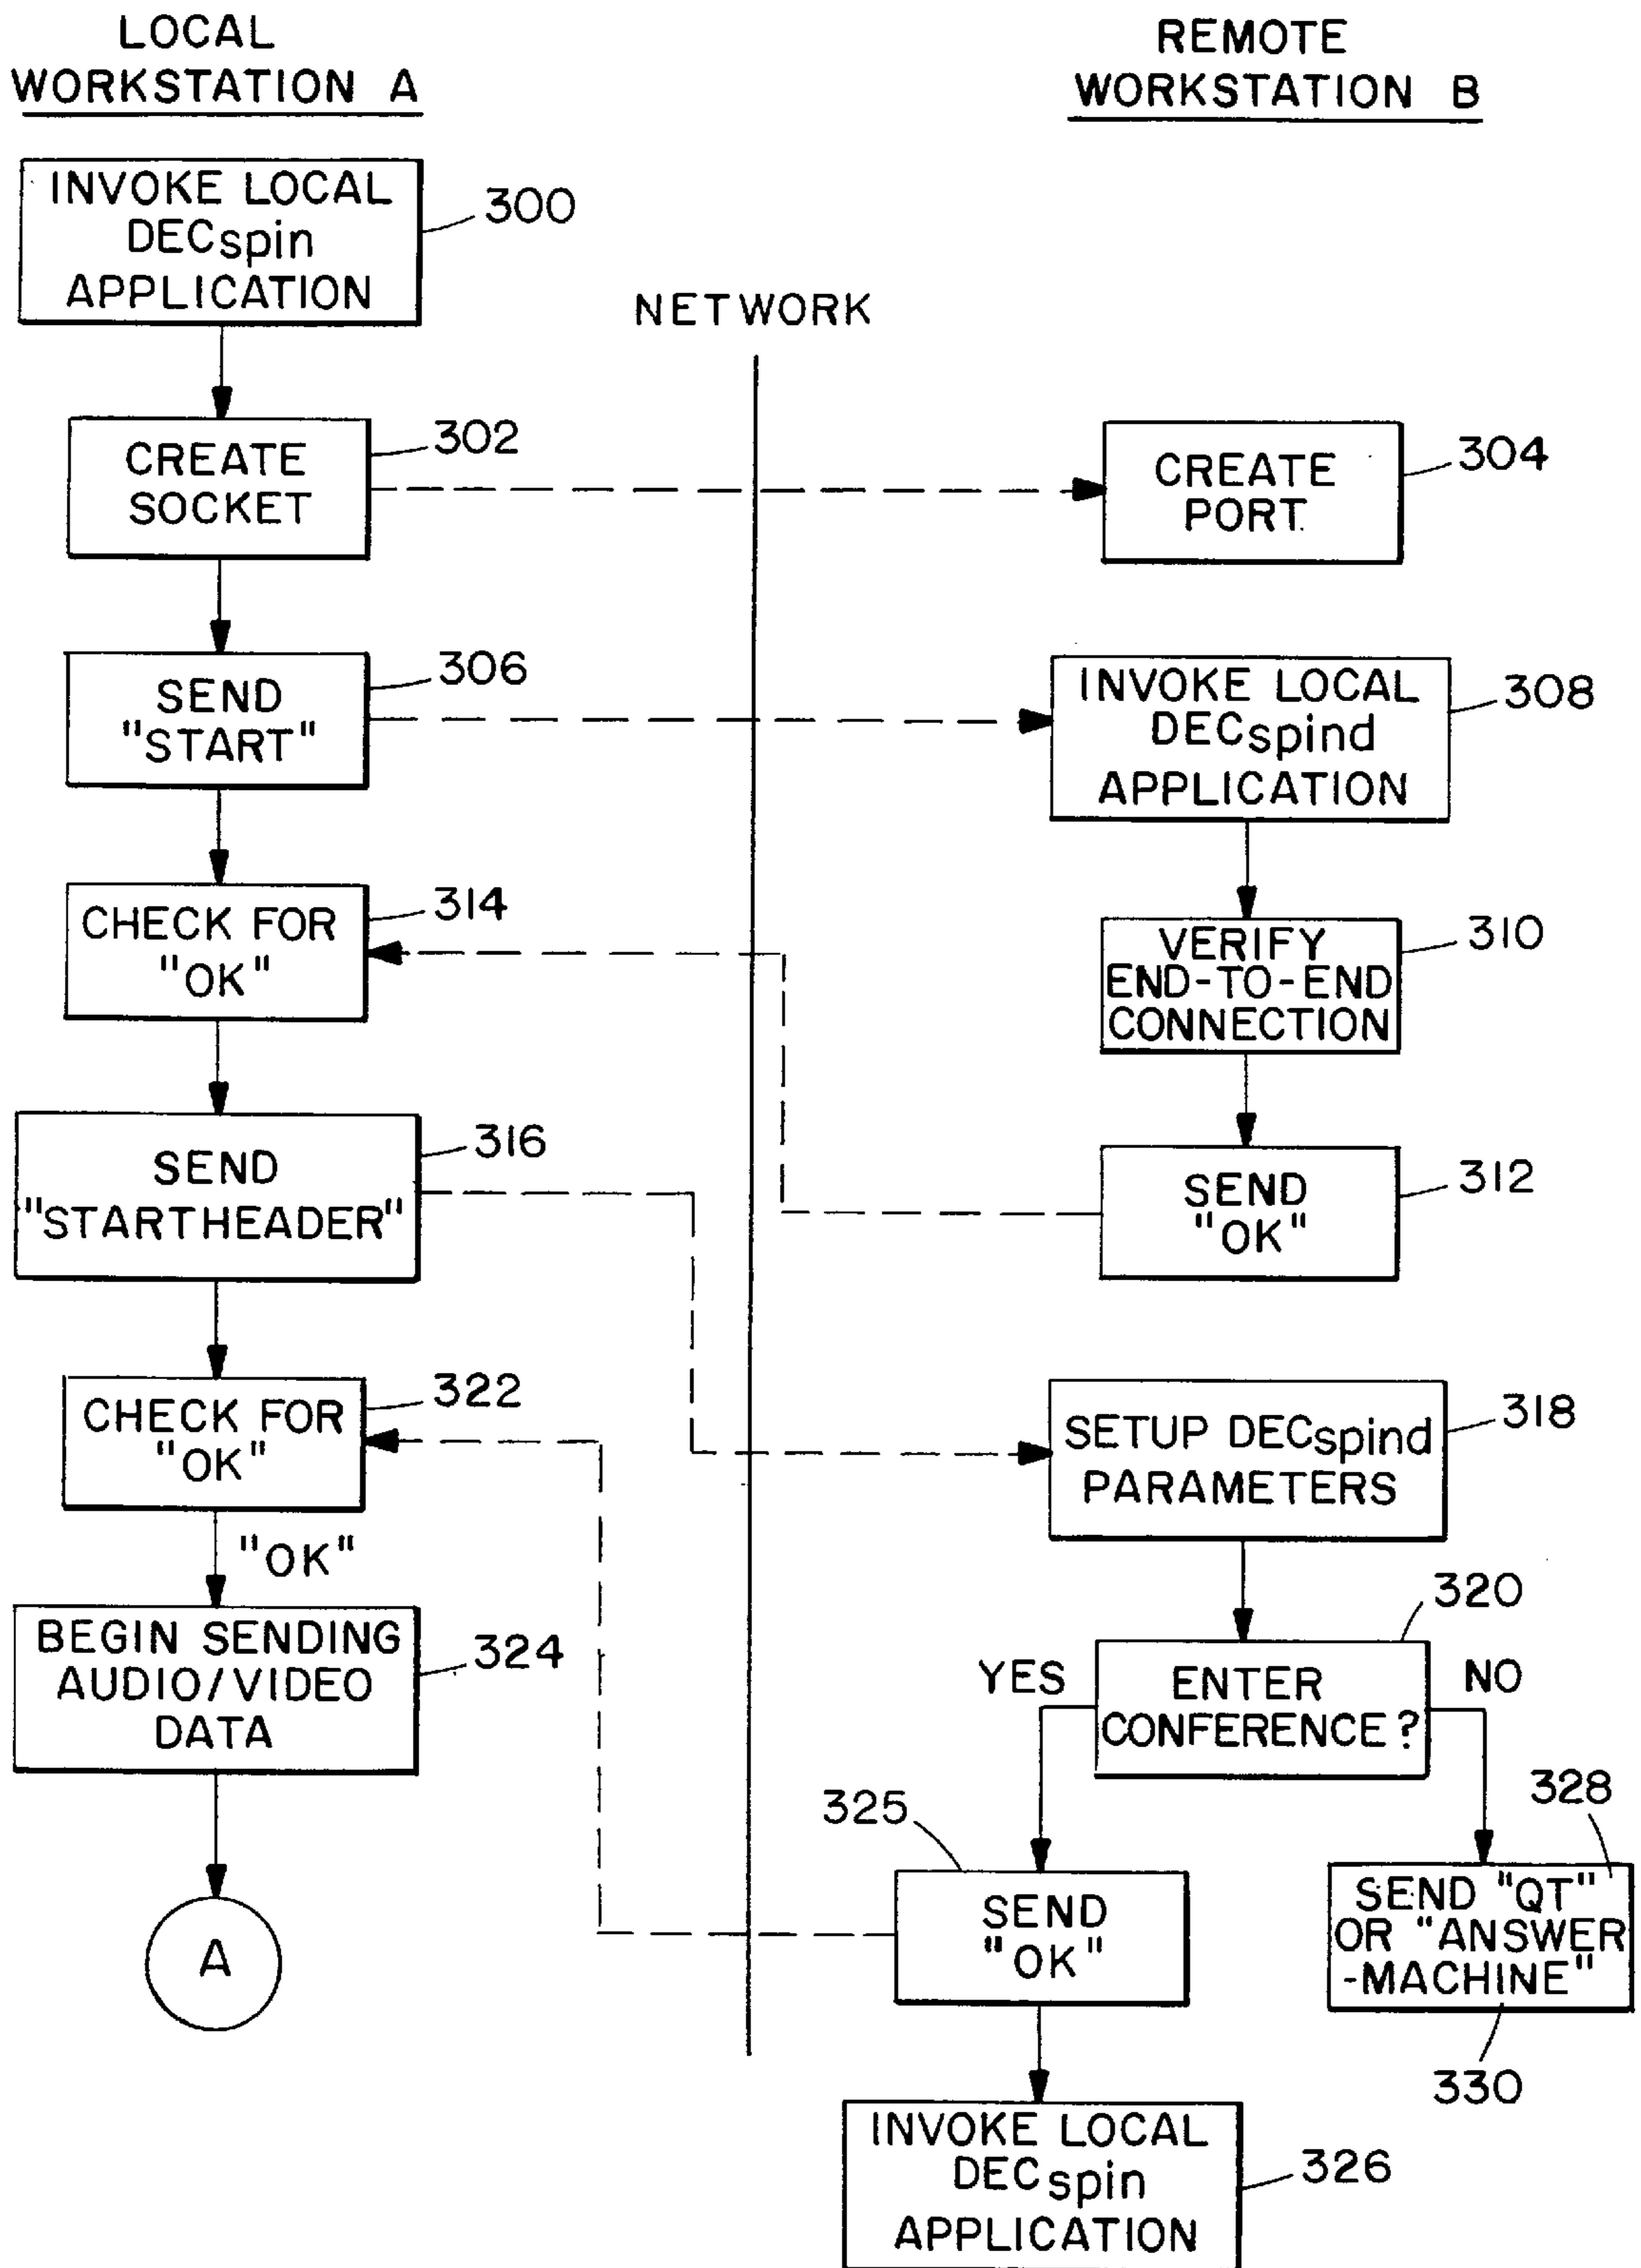 LOCAL
WORKSTATION A
REMOTE
WORKSTATION B
INVOKE LOCAL
DECspin
APPLICATION
300
NETWORK
CREATE
SOCKET
302
CREATE
PORT
304
SEND
"START"
306
INVOKE LOCAL
DECspind
APPLICATION
308
CHECK FOR
"OK"
314
VERIFY
END-TO-END
CONNECTION
310
SEND
"STARTHEADER"
316
SEND
"OK"
312
CHECK FOR
"OK"
322
SETUP DECspind
PARAMETERS
318
"OK"
BEGIN SENDING
AUDIO/VIDEO
DATA
324
320
YES
ENTER
CONFERENCE?
NO
325
328
SEND
"OK"
SEND "QT"
OR "ANSWER
-MACHINE"
330
A
INVOKE LOCAL
DECspin
APPLICATION
326